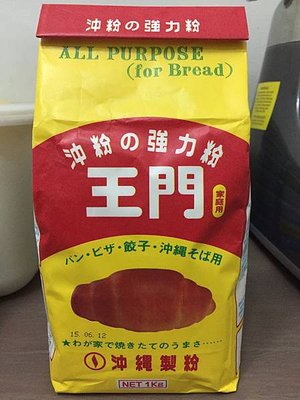 沖粉の強力粉
ALL PURPOSE
(for Bread)
沖粉の強力粉
王門
家庭用
パン・ピザ・餃子・沖縄そば用
15.06.12
★わが家で焼きたてのうまさ……
沖縄製粉
NET 1Kg